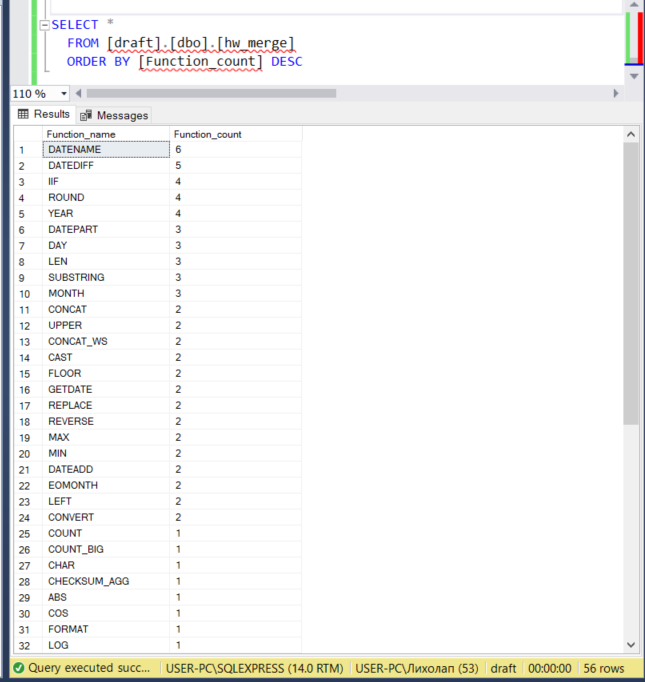 SELECT *
FROM [draft].[dbo].[hw_merge]
ORDER BY [Function_count] DESC
110 %
Results Messages
Function_name Function_count
1 DATENAME 6
2 DATEDIFF 5
3 IIF 4
4 ROUND 4
5 YEAR 4
6 DATEPART 3
7 DAY 3
8 LEN 3
9 SUBSTRING 3
10 MONTH 3
11 CONCAT 2
12 UPPER 2
13 CONCAT_WS 2
14 CAST 2
15 FLOOR 2
16 GETDATE 2
17 REPLACE 2
18 REVERSE 2
19 MAX 2
20 MIN 2
21 DATEADD 2
22 EOMONTH 2
23 LEFT 2
24 CONVERT 2
25 COUNT 1
26 COUNT_BIG 1
27 CHAR 1
28 CHECKSUM_AGG 1
29 ABS 1
30 COS 1
31 FORMAT 1
32 LOG 1
Query executed succ... USER-PC\SQLEXPRESS (14.0 RTM) USER-PC\Лихолап (53) draft 00:00:00 56 rows